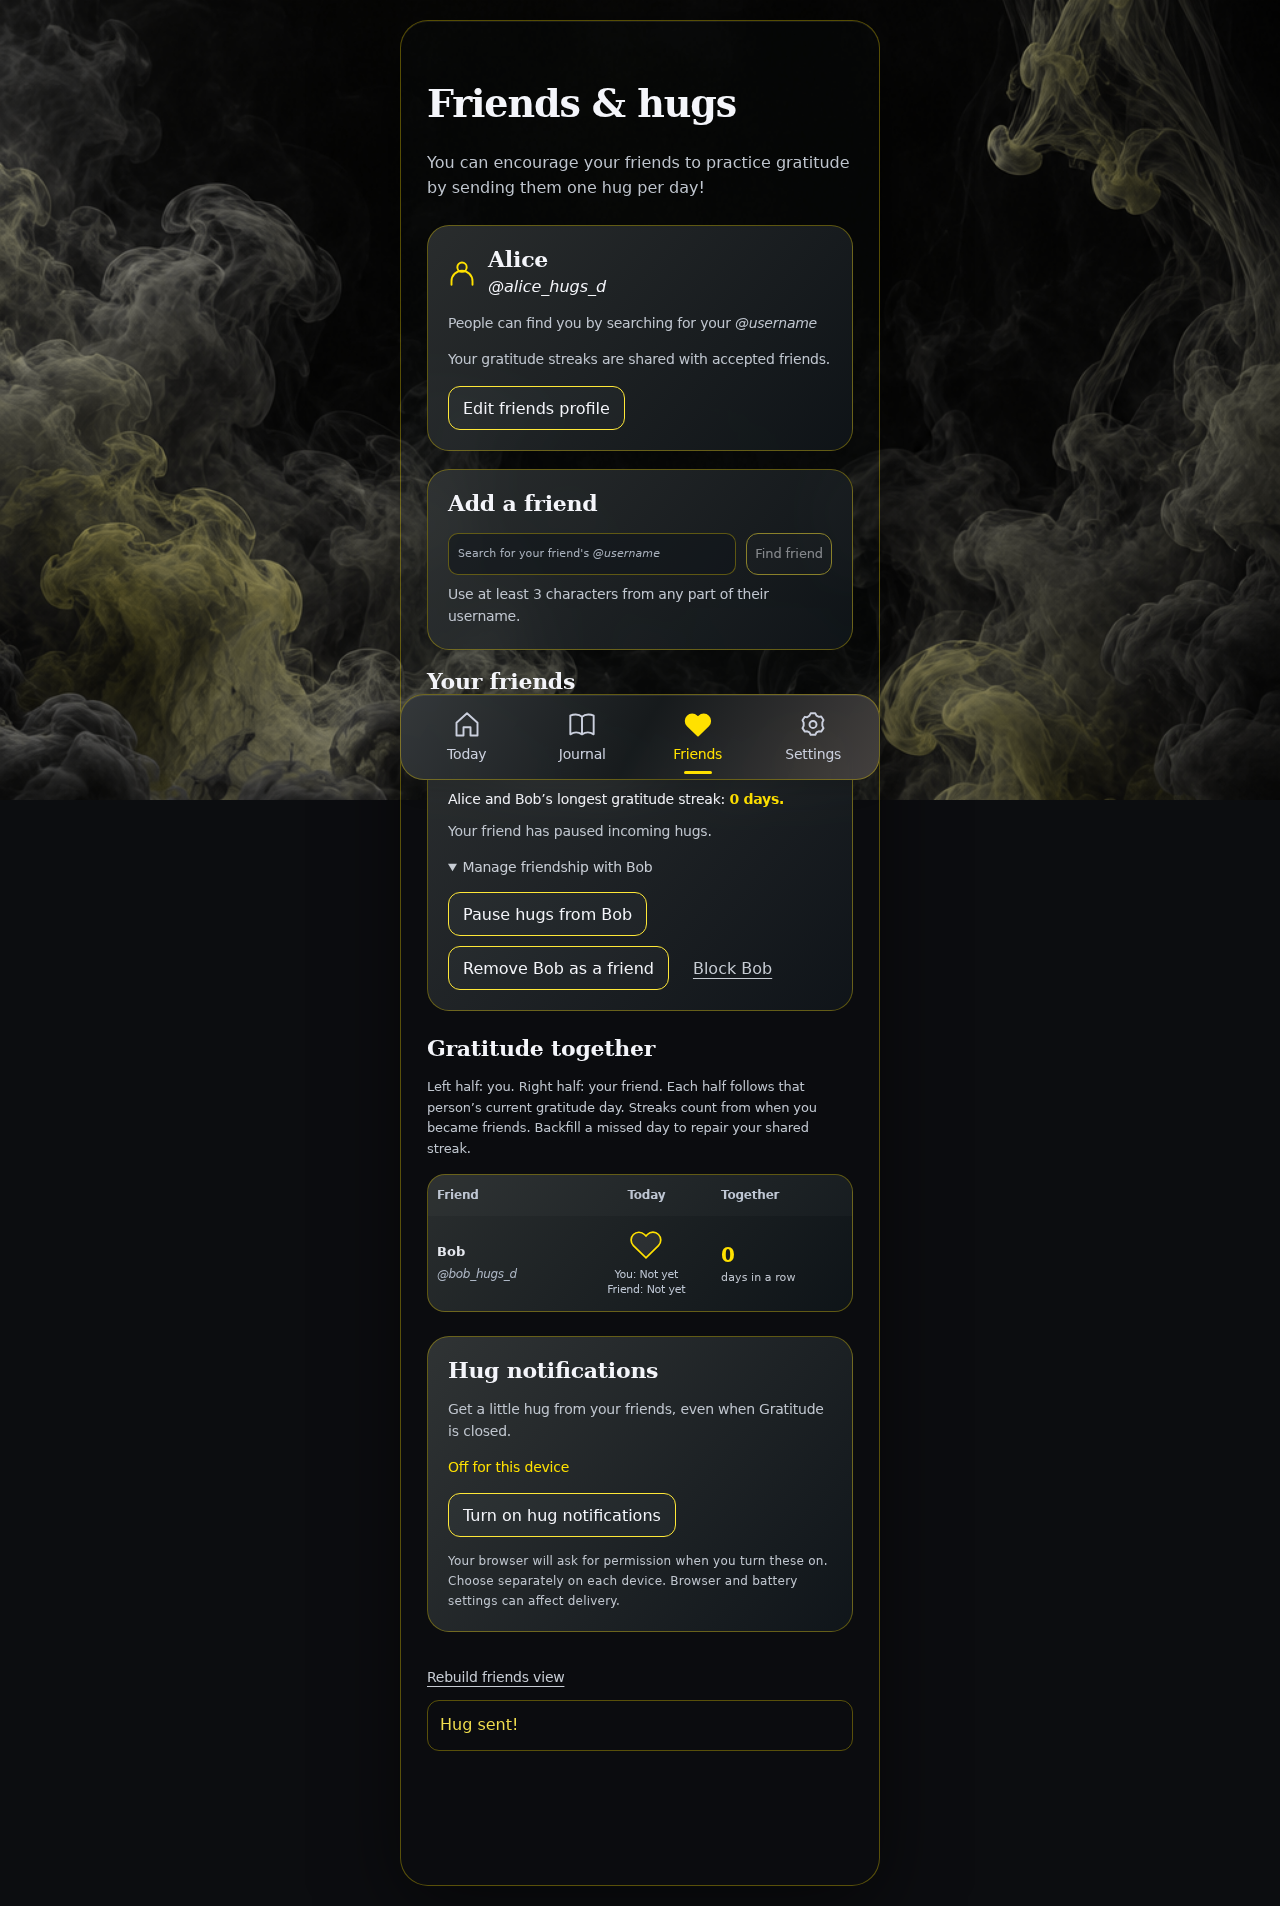 Friends & hugs
You can encourage your friends to practice gratitude
by sending them one hug per day!
Alice
@alice_hugs_d
People can find you by searching for your @username
Your gratitude streaks are shared with accepted friends.
Edit friends profile
Add a friend
Search for your friend's @username
Find friend
Use at least 3 characters from any part of their
username.
Your friends
Today
Journal
Friends
Settings
Alice and Bob’s longest gratitude streak: 0 days.
Your friend has paused incoming hugs.
▼ Manage friendship with Bob
Pause hugs from Bob
Remove Bob as a friend
Block Bob
Gratitude together
Left half: you. Right half: your friend. Each half follows that
person’s current gratitude day. Streaks count from when you
became friends. Backfill a missed day to repair your shared
streak.
Friend Today Together
Bob
@bob_hugs_d
You: Not yet
Friend: Not yet
0
days in a row
Hug notifications
Get a little hug from your friends, even when Gratitude
is closed.
Off for this device
Turn on hug notifications
Your browser will ask for permission when you turn these on.
Choose separately on each device. Browser and battery
settings can affect delivery.
Rebuild friends view
Hug sent!